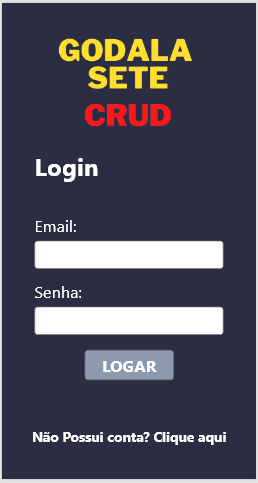 GODALA
SETE
CRUD
Login
Email:
Senha:
LOGAR
Não Possui conta? Clique aqui